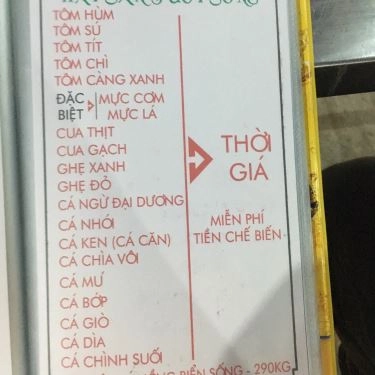 TÔM HÙM
TÔM SÚ
TÔM TÍT
TÔM CHÌ
TÔM CÀNG XANH
ĐẶC BIỆT
MỰC CƠM
MỰC LÁ
CUA THỊT
CUA GẠCH
GHẸ XANH
GHẸ ĐỎ
CÁ NGỪ ĐẠI DƯƠNG
CÁ NHÓI
CÁ KEN (CÁ CĂN)
CÁ CHÌA VÔI
CÁ MÚ
CÁ BỚP
CÁ GIÒ
CÁ DÌA
CÁ CHÌNH SUỐI
THỜI
GIÁ
MIỄN PHÍ
TIỀN CHẾ BIẾN
BIỂN SỐNG - 290KG